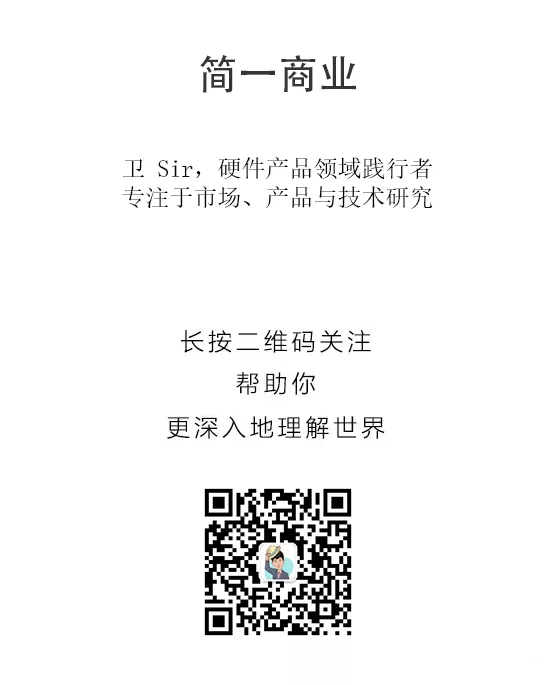 简一商业
卫 Sir，硬件产品领域践行者
专注于市场、产品与技术研究
长按二维码关注
帮助你
更深入地理解世界